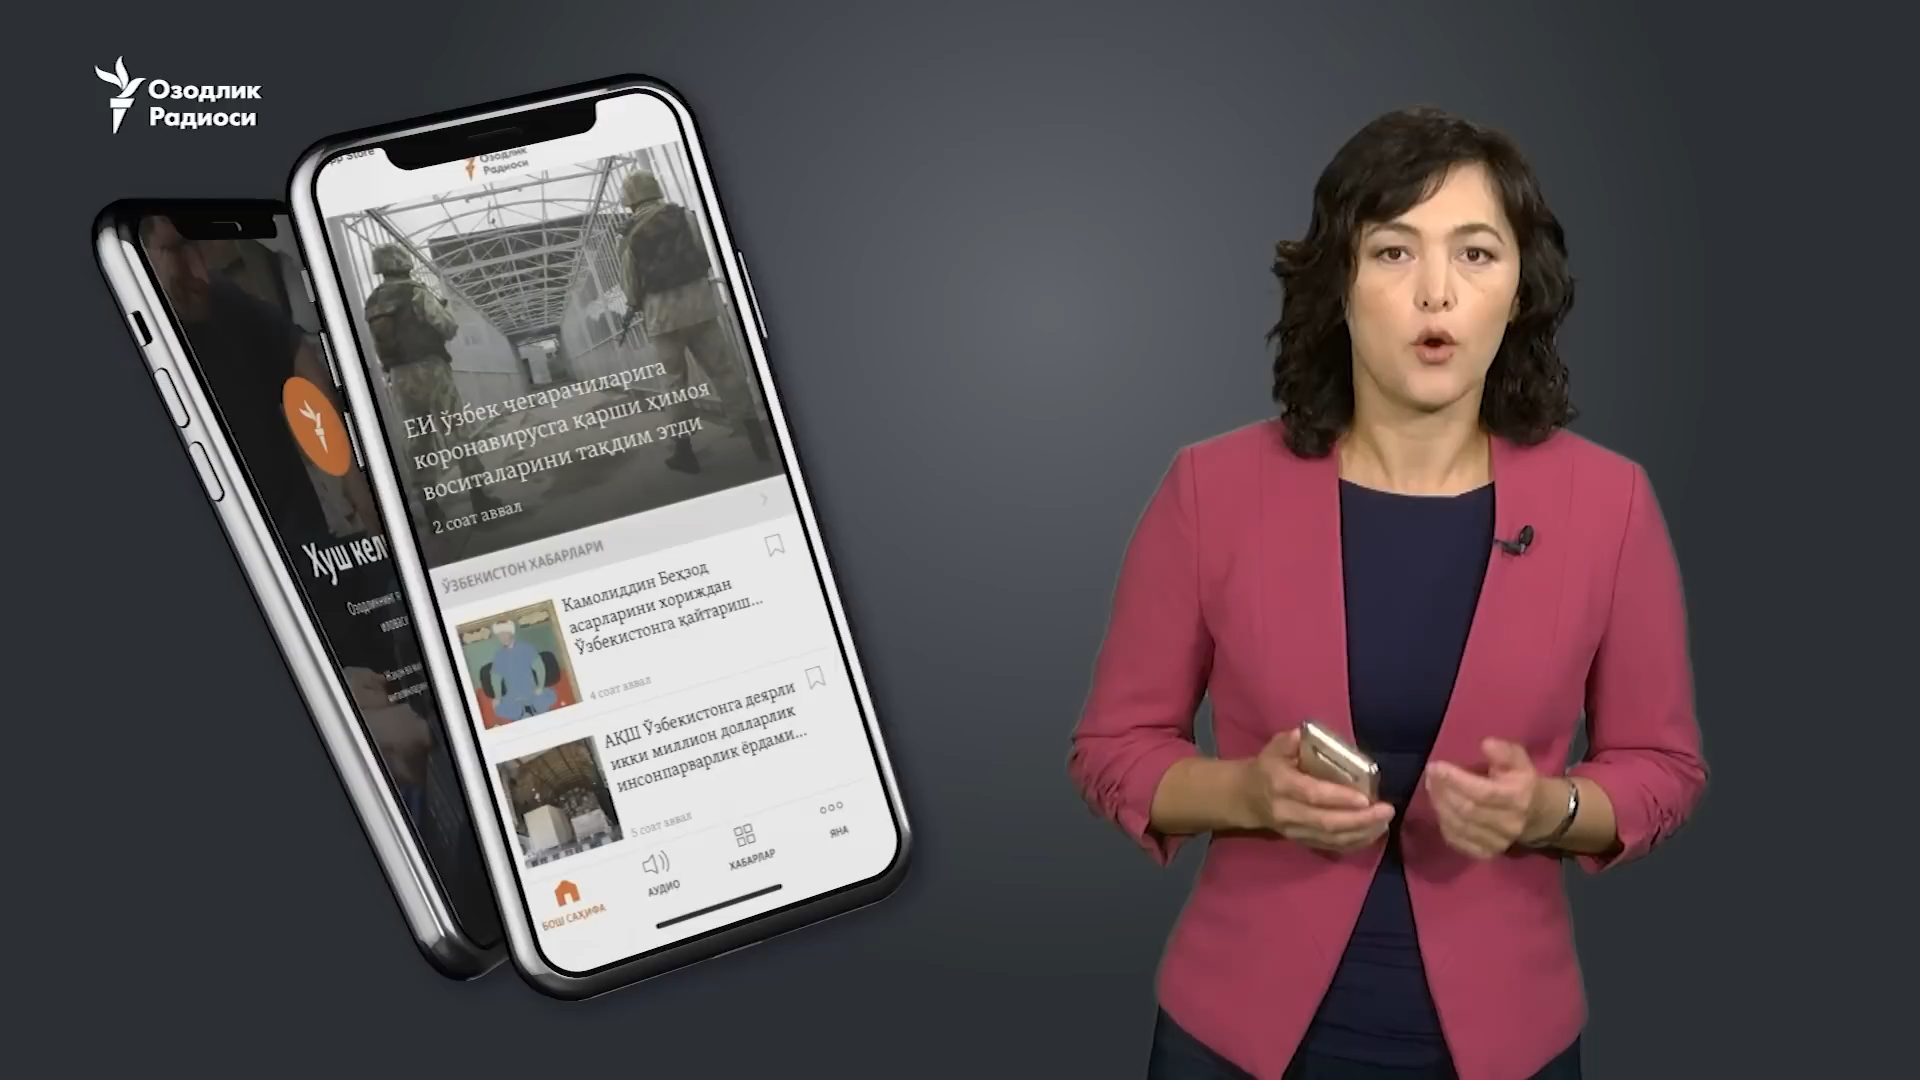 Озодлик
Радиоси
App Store
Озодлик
Радиоси
ЕИ ўзбек чегарачиларига
коронавирусга қарши ҳимоя
воситаларини тақдим этди
2 соат аввал
ЎЗБЕКИСТОН ХАБАРЛАРИ
Камолиддин Беҳзод
асарларини хориждан
Ўзбекистонга қайтариш...
4 соат аввал
АҚШ Ўзбекистонга деярли
икки миллион долларлик
инсонпарварлик ёрдами...
5 соат аввал
БОШ САҲИФА
АУДИО
ХАБАРЛАР
ЯНА
Хуш кел